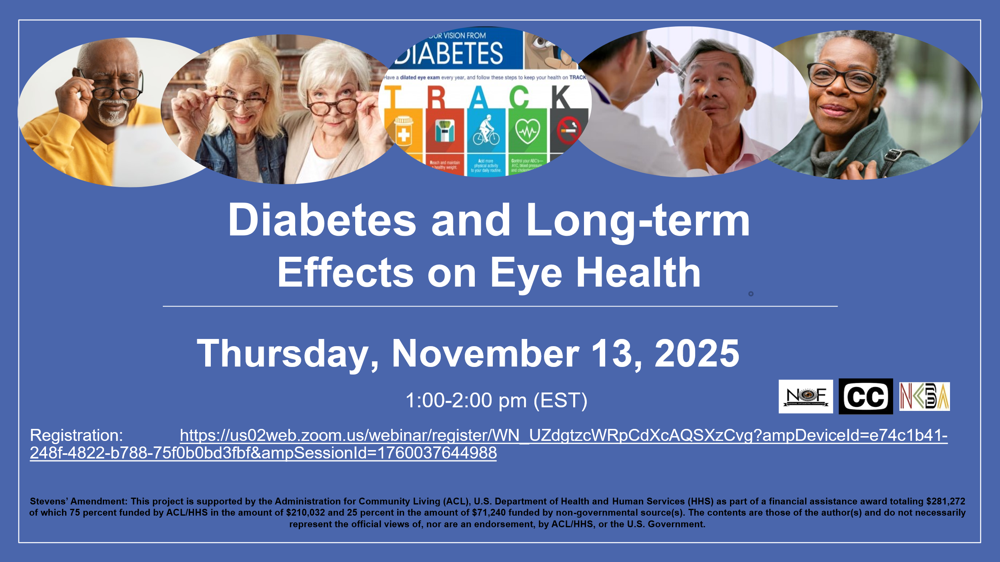 OUR VISION FROM
DIABETES
Have a dilated eye exam every year, and follow these steps to keep your health on TRACK
T R A C K
Reach and maintain
a healthy weight.
Add more
physical activity
to your daily routine.
Control your ABC's—
A1C, blood pressure
and
Diabetes and Long-term
Effects on Eye Health
Thursday, November 13, 2025
1:00-2:00 pm (EST)
NOF
NATIONAL OPTOMETRIC FOUNDATION
CC
NKBA
Registration: https://us02web.zoom.us/webinar/register/WN_UZdgtzcWRpCdXcAQSXzCvg?ampDeviceId=e74c1b41-
248f-4822-b788-75f0b0bd3fbf&ampSessionId=1760037644988
Stevens’ Amendment: This project is supported by the Administration for Community Living (ACL), U.S. Department of Health and Human Services (HHS) as part of a financial assistance award totaling $281,272
of which 75 percent funded by ACL/HHS in the amount of $210,032 and 25 percent in the amount of $71,240 funded by non-governmental source(s). The contents are those of the author(s) and do not necessarily
represent the official views of, nor are an endorsement, by ACL/HHS, or the U.S. Government.